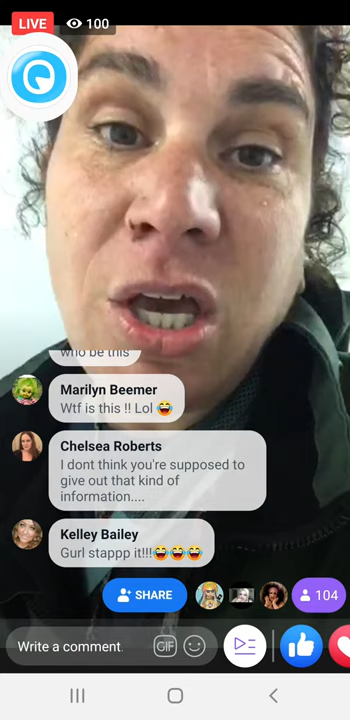 LIVE 100
who be this
Marilyn Beemer
Wtf is this !! Lol 😂
Chelsea Roberts
I dont think you're supposed to
give out that kind of
information....
Kelley Bailey
Gurl stappp it!!!😂😂😂
SHARE 104
Write a comment GIF